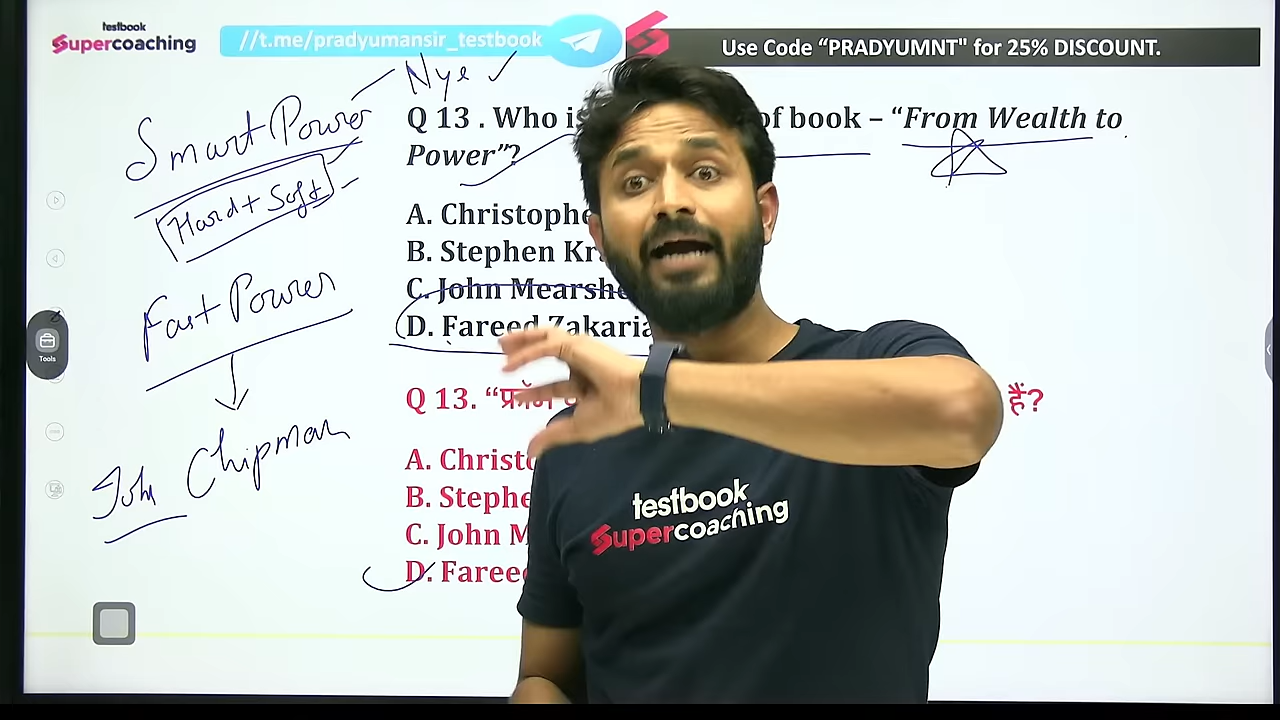 testbook
Supercoaching
//t.me/pradyumansir_testbook
Use Code “PRADYUMNT" for 25% DISCOUNT.
Nye
Smart Power
Hard + Soft
Fast Power
John Chipman
Q 13 . Who is of book – “From Wealth to
Power”?
A. Christophe
B. Stephen Kr
C. John Mearshe
D. Fareed Zakaria
Q 13. “फ्रॉम हैं?
A. Christo
B. Stephe
C. John M
D. Fareed
Tools
testbook
Supercoaching